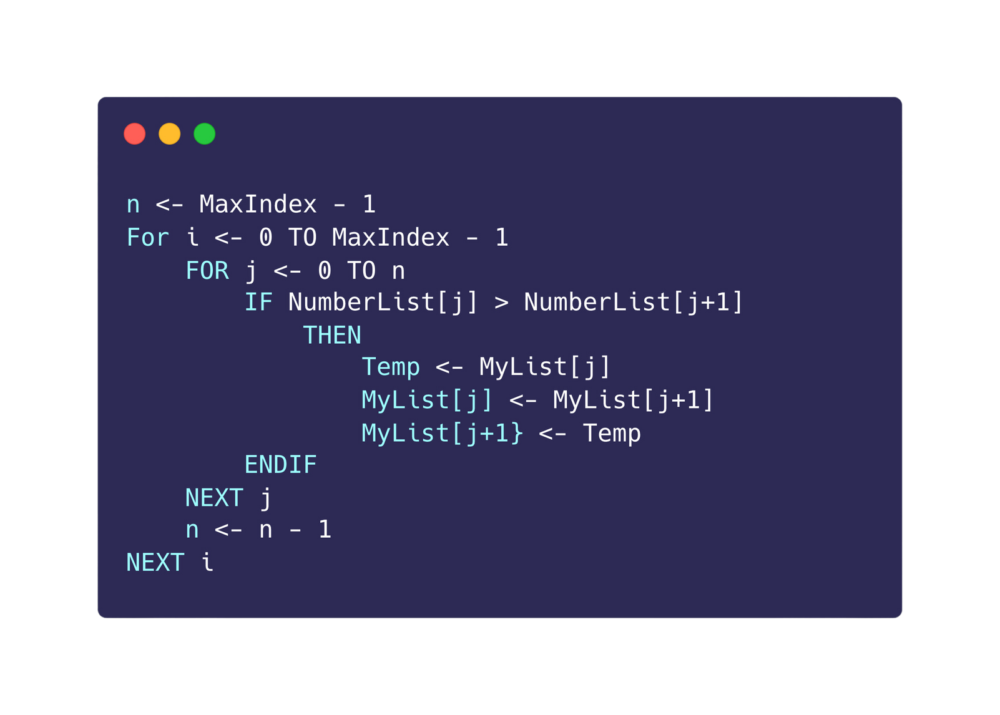 n <- MaxIndex - 1
For i <- 0 TO MaxIndex - 1
FOR j <- 0 TO n
IF NumberList[j] > NumberList[j+1]
THEN
Temp <- MyList[j]
MyList[j] <- MyList[j+1]
MyList[j+1} <- Temp
ENDIF
NEXT j
n <- n - 1
NEXT i